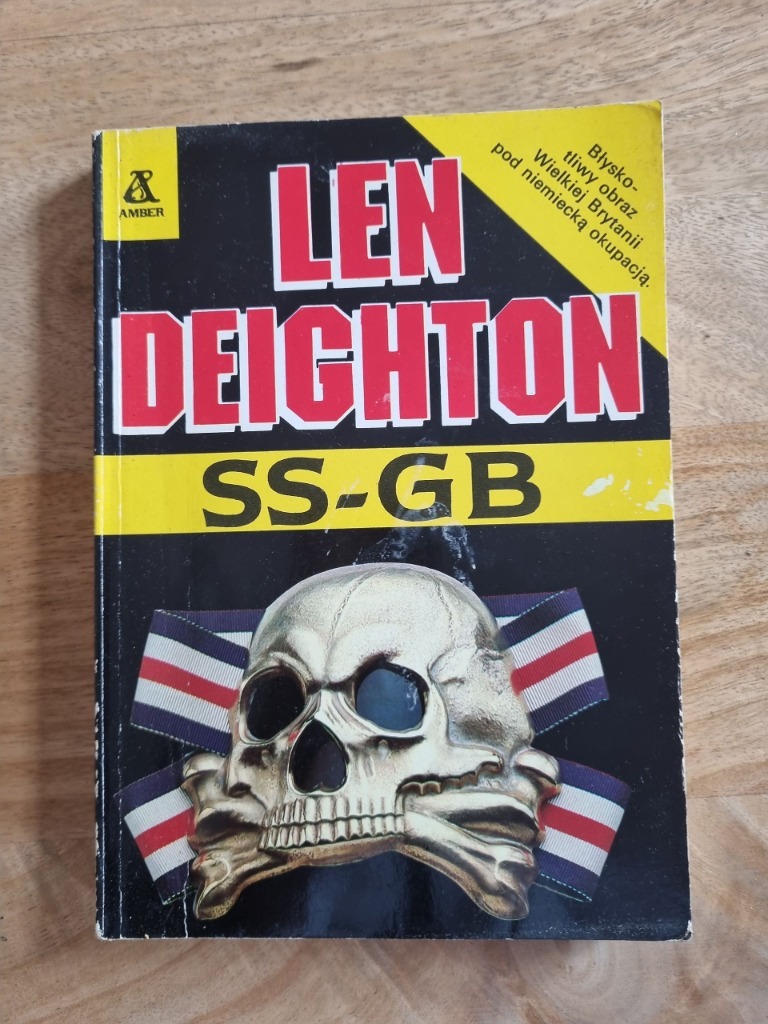 AMBER
Błysko-
tliwy obraz
Wielkiej Brytanii
pod niemiecką okupacją.
LEN
DEIGHTON
SS-GB